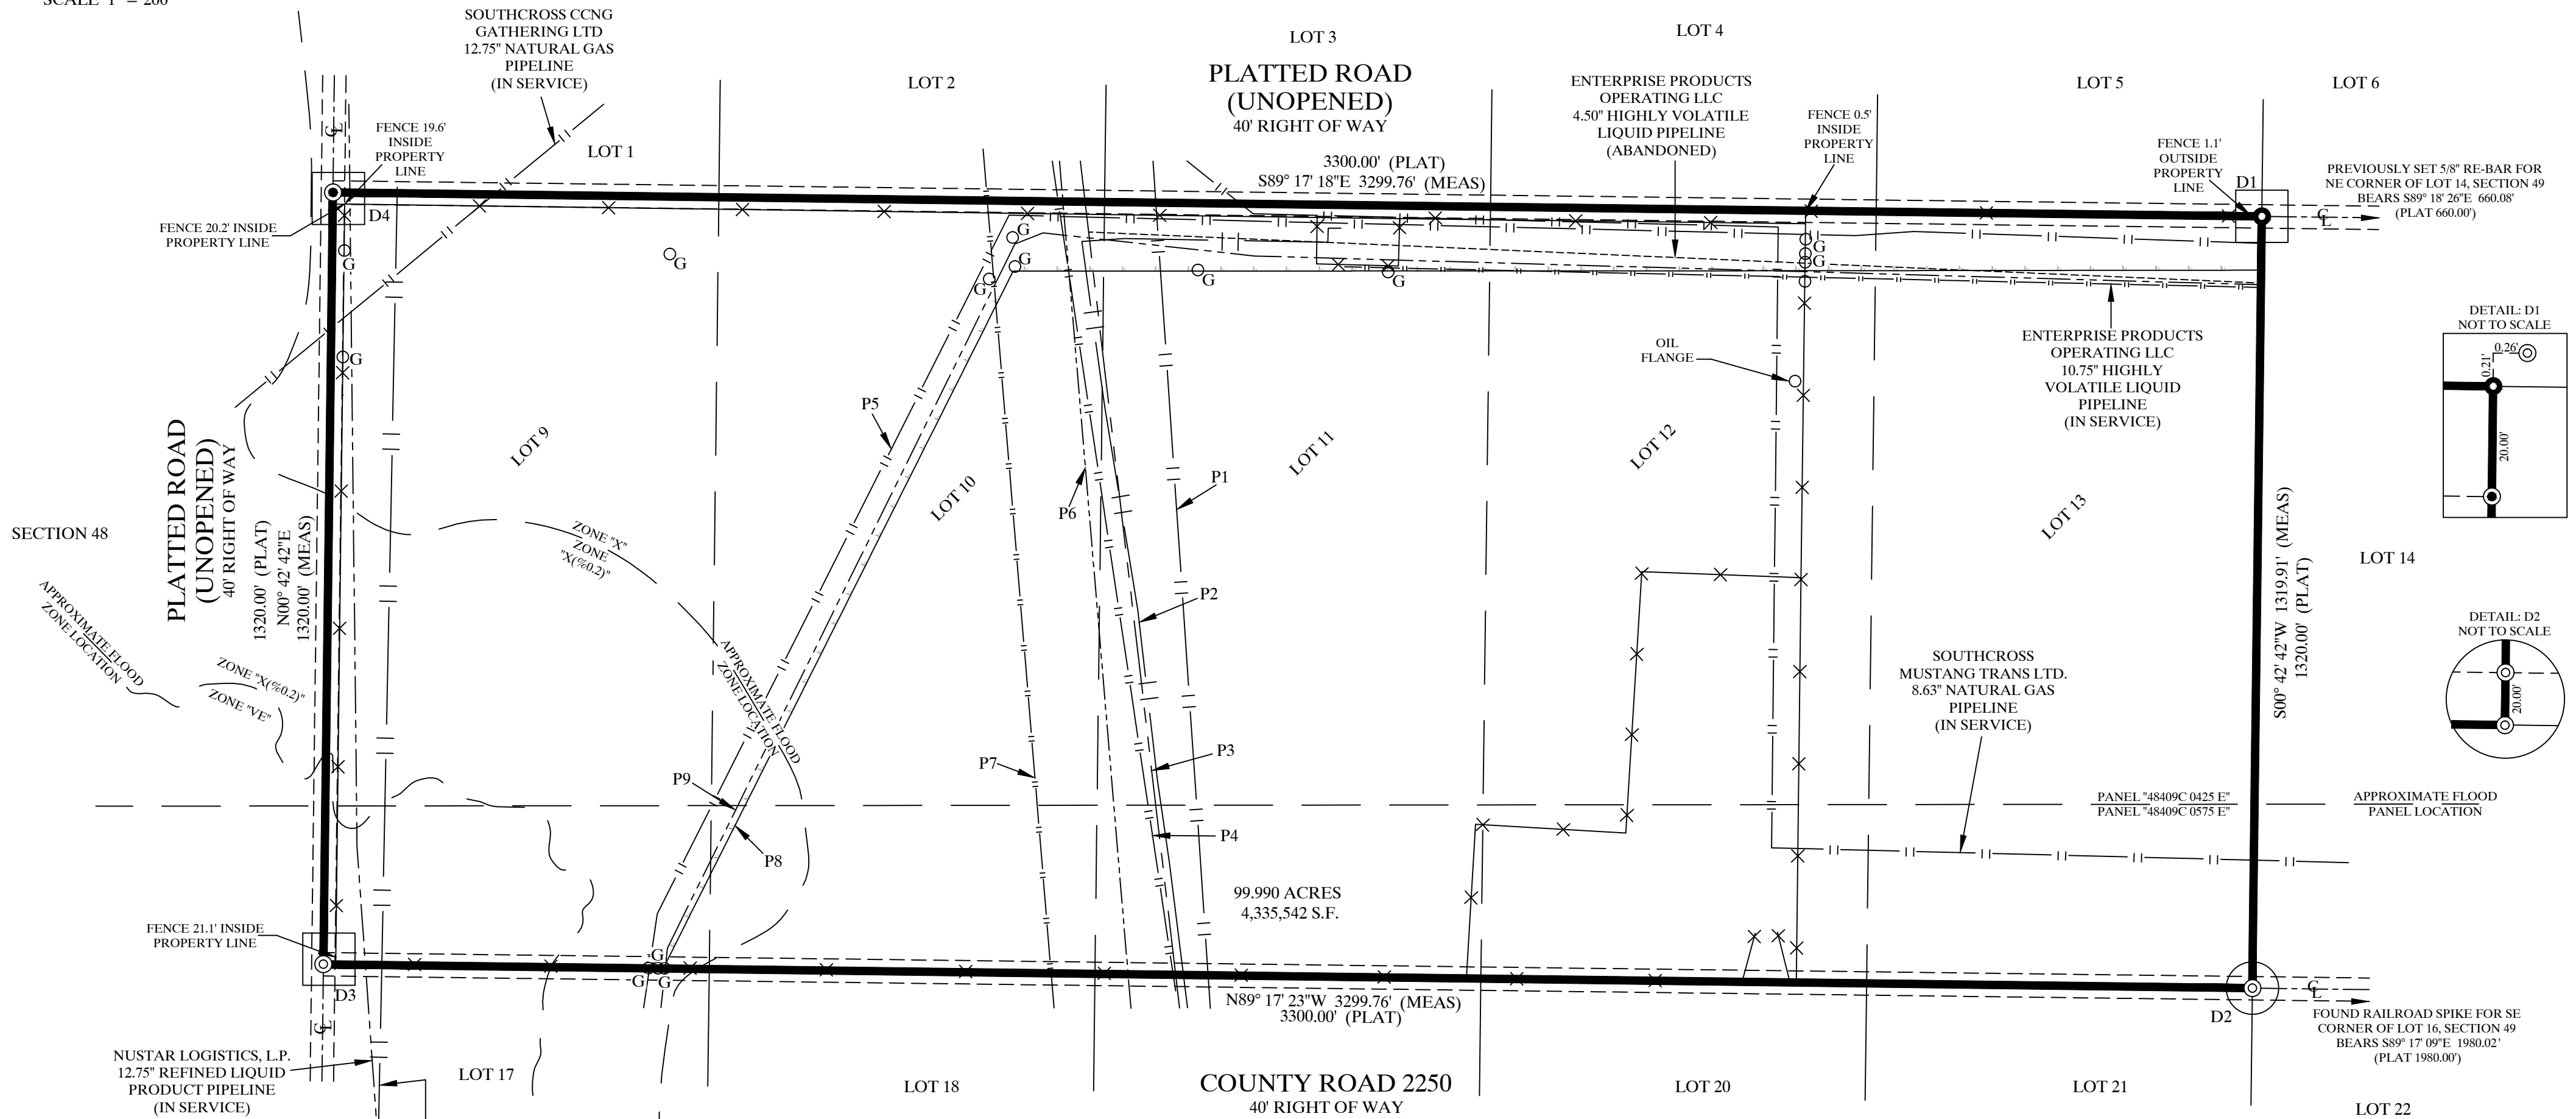 SCALE 1" = 200'
SOUTHCROSS CCNG
GATHERING LTD
12.75" NATURAL GAS
PIPELINE
(IN SERVICE)
LOT 1
LOT 2
LOT 3
LOT 4
LOT 5
LOT 6
PLATTED ROAD
(UNOPENED)
40' RIGHT OF WAY
3300.00' (PLAT)
S89° 17' 18"E 3299.76' (MEAS)
ENTERPRISE PRODUCTS
OPERATING LLC
4.50" HIGHLY VOLATILE
LIQUID PIPELINE
(ABANDONED)
FENCE 0.5'
INSIDE
PROPERTY
LINE
FENCE 1.1'
OUTSIDE
PROPERTY
LINE
D1
PREVIOUSLY SET 5/8" RE-BAR FOR
NE CORNER OF LOT 14, SECTION 49
BEARS S89° 18' 26"E 660.08'
(PLAT 660.00')
CL
CL
FENCE 19.6'
INSIDE
PROPERTY
LINE
D4
FENCE 20.2' INSIDE
PROPERTY LINE
G
G
G
G
G
G
G
G
G
G
DETAIL: D1
NOT TO SCALE
0.26'
0.21'
20.00'
OIL
FLANGE
ENTERPRISE PRODUCTS
OPERATING LLC
10.75" HIGHLY
VOLATILE LIQUID
PIPELINE
(IN SERVICE)
P5
P6
P1
LOT 9
LOT 10
LOT 11
LOT 12
LOT 13
LOT 14
SECTION 48
PLATTED ROAD
(UNOPENED)
40' RIGHT OF WAY
1320.00' (PLAT)
N00° 42' 42"E
1320.00' (MEAS)
ZONE "X"
ZONE
"X(%0.2)"
APPROXIMATE FLOOD
ZONE LOCATION
ZONE "X(%0.2)"
ZONE "VE"
APPROXIMATE FLOOD
ZONE LOCATION
P2
P3
P4
P7
P9
P8
S00° 42' 42"W 1319.91' (MEAS)
1320.00' (PLAT)
DETAIL: D2
NOT TO SCALE
20.00'
SOUTHCROSS
MUSTANG TRANS LTD.
8.63" NATURAL GAS
PIPELINE
(IN SERVICE)
PANEL "48409C 0425 E"
PANEL "48409C 0575 E"
APPROXIMATE FLOOD
PANEL LOCATION
99.990 ACRES
4,335,542 S.F.
FENCE 21.1' INSIDE
PROPERTY LINE
G
G
G
D3
CL
N89° 17' 23"W 3299.76' (MEAS)
3300.00' (PLAT)
D2
CL
FOUND RAILROAD SPIKE FOR SE
CORNER OF LOT 16, SECTION 49
BEARS S89° 17' 09"E 1980.02'
(PLAT 1980.00')
NUSTAR LOGISTICS, L.P.
12.75" REFINED LIQUID
PRODUCT PIPELINE
(IN SERVICE)
LOT 17
LOT 18
COUNTY ROAD 2250
40' RIGHT OF WAY
LOT 20
LOT 21
LOT 22